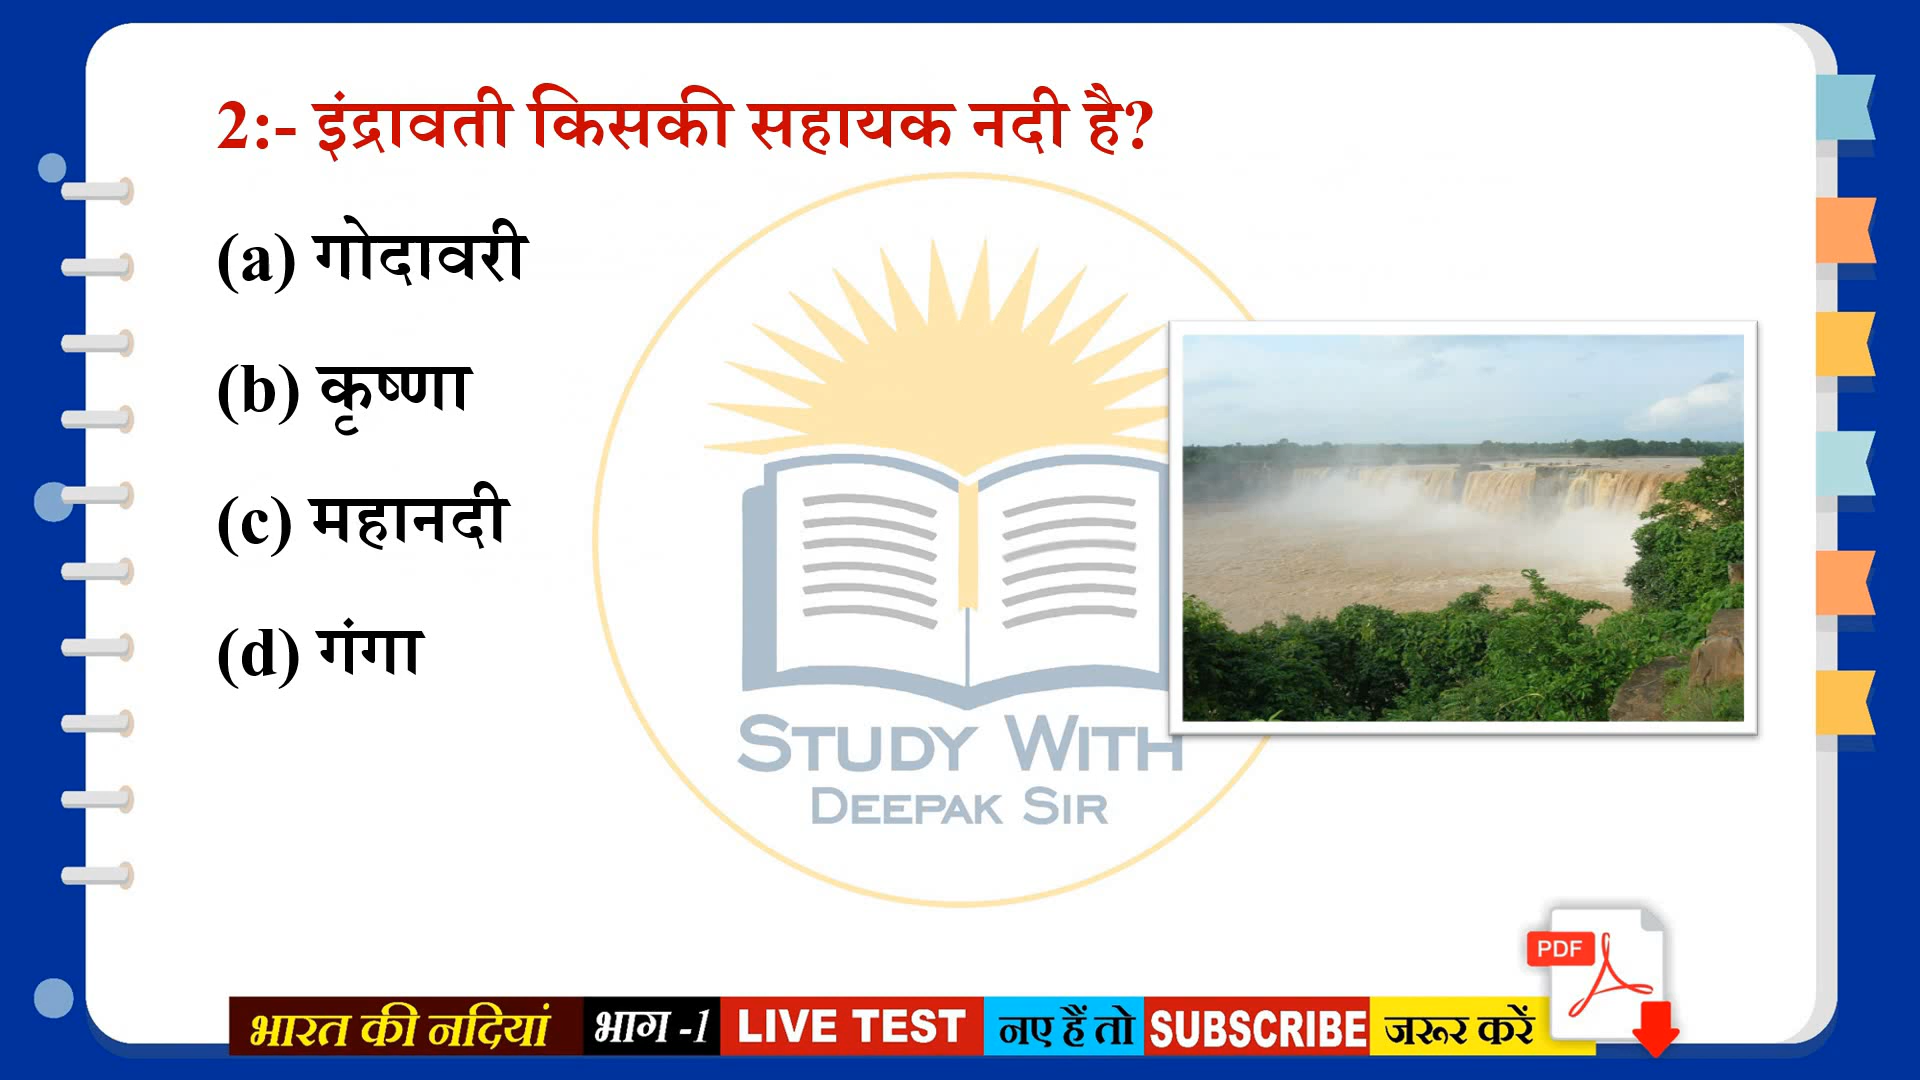 2:- इंद्रावती किसकी सहायक नदी है?
(a) गोदावरी
(b) कृष्णा
(c) महानदी
(d) गंगा
STUDY WITH
DEEPAK SIR
PDF
भारत की नदियां भाग -1 LIVE TEST नए हैं तो SUBSCRIBE जरूर करें